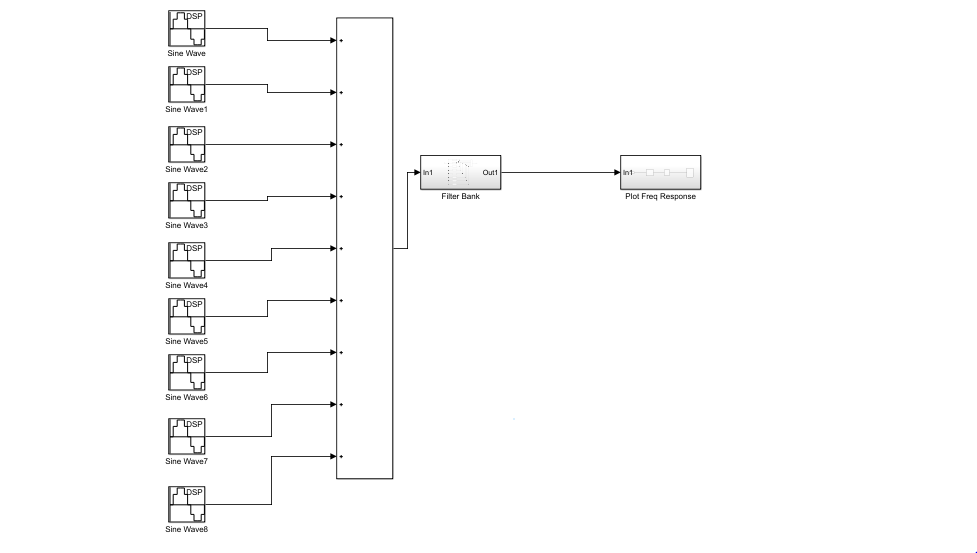 DSP
Sine Wave
DSP
Sine Wave1
DSP
Sine Wave2
DSP
Sine Wave3
DSP
Sine Wave4
DSP
Sine Wave5
DSP
Sine Wave6
DSP
Sine Wave7
DSP
Sine Wave8
+
+
+
+
+
+
+
+
+
In1 Out1
Filter Bank
In1
Plot Freq Response